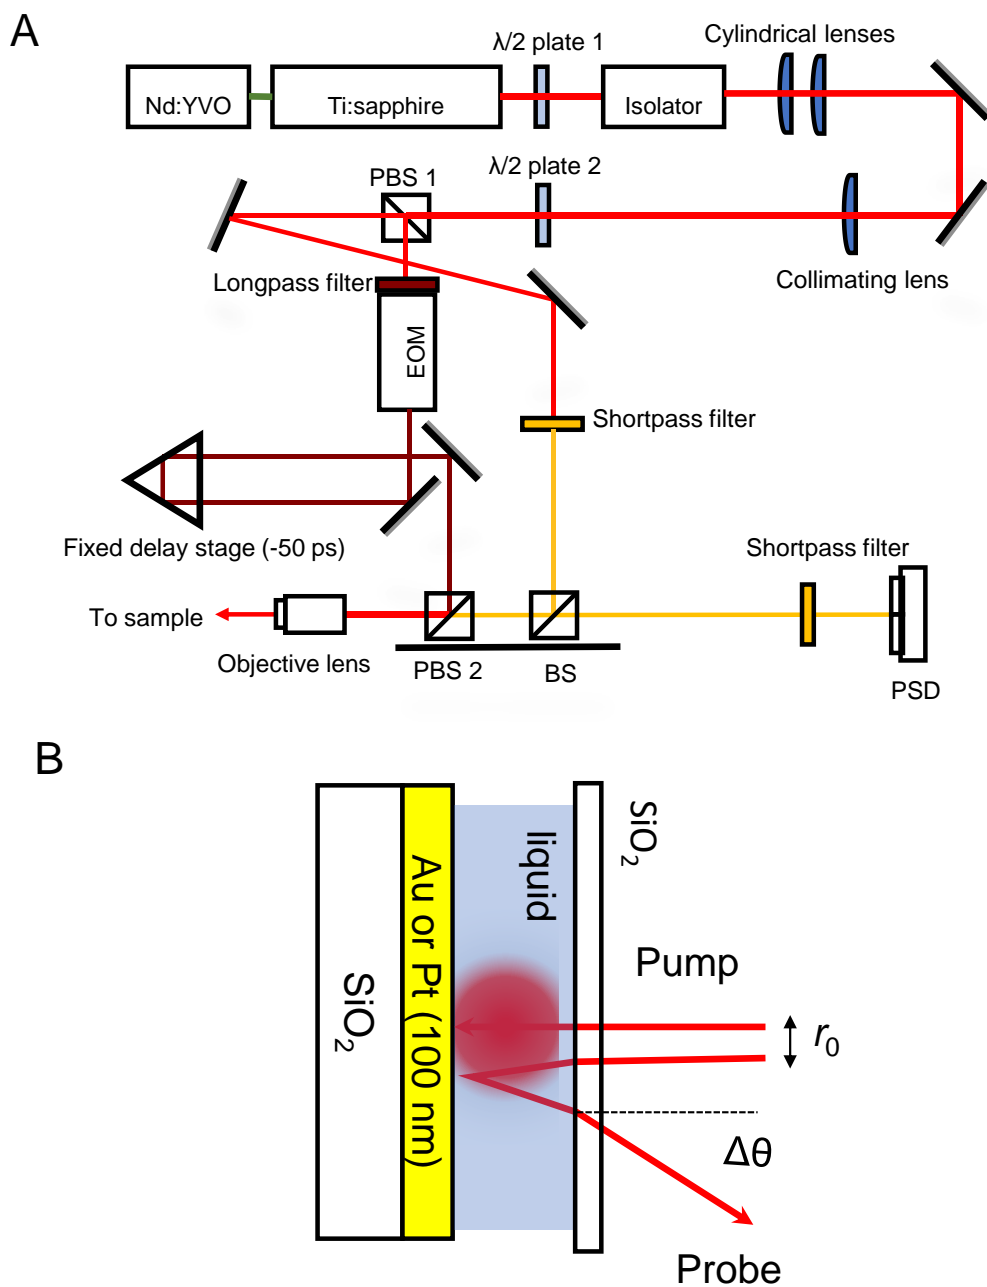 A
λ/2 plate 1
Cylindrical lenses
Nd:YVO
Ti:sapphire
Isolator
PBS 1
λ/2 plate 2
Longpass filter
Collimating lens
EOM
Shortpass filter
Fixed delay stage (-50 ps)
Shortpass filter
To sample
Objective lens
PBS 2
BS
PSD
B
SiO₂
Au or Pt (100 nm)
liquid
SiO₂
Pump
r₀
Δθ
Probe